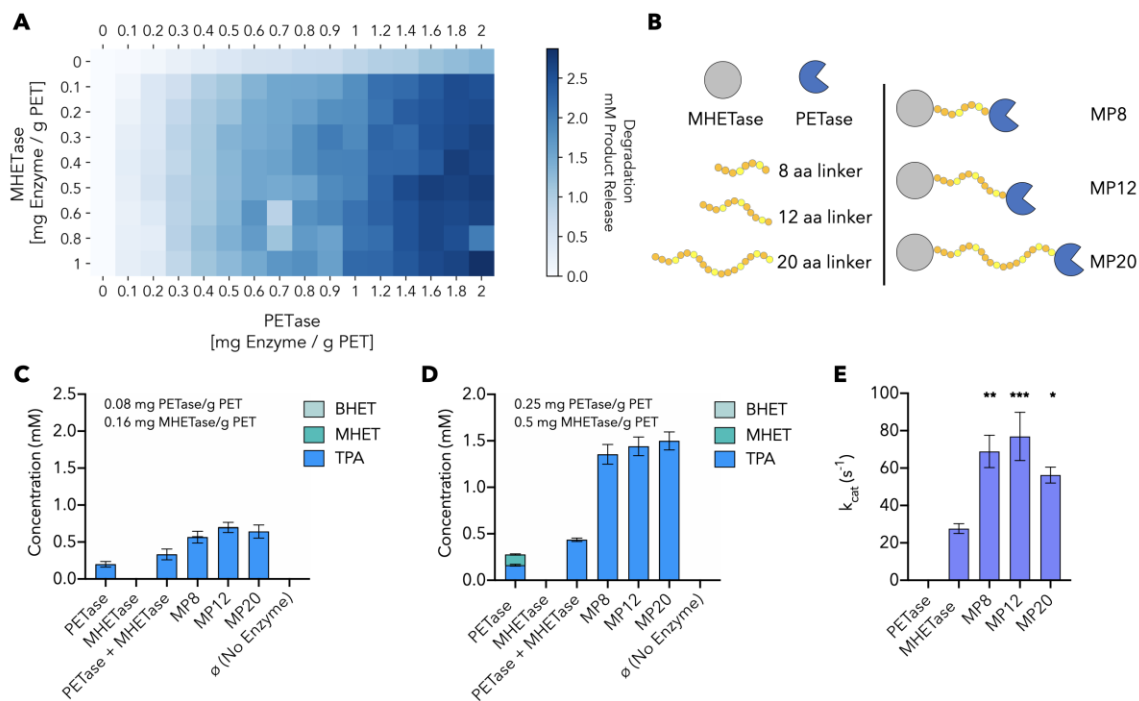 A
0 0.1 0.2 0.3 0.4 0.5 0.6 0.7 0.8 0.9 1 1.2 1.4 1.6 1.8 2
MHETase
[mg Enzyme / g PET]
0
0.1
0.2
0.3
0.4
0.5
0.6
0.8
1
0 0.1 0.2 0.3 0.4 0.5 0.6 0.7 0.8 0.9 1 1.2 1.4 1.6 1.8 2
PETase
[mg Enzyme / g PET]
2.5
2.0
1.5
1.0
0.5
0.0
Degradation
mM Product Release
B
MHETase
PETase
8 aa linker
12 aa linker
20 aa linker
MP8
MP12
MP20
C
Concentration (mM)
2.5
2.0
1.5
1.0
0.5
0.0
0.08 mg PETase/g PET
0.16 mg MHETase/g PET
BHET
MHET
TPA
PETase
MHETase
PETase + MHETase
MP8
MP12
MP20
ø (No Enzyme)
D
Concentration (mM)
2.0
1.5
1.0
0.5
0.0
0.25 mg PETase/g PET
0.5 mg MHETase/g PET
BHET
MHET
TPA
PETase
MHETase
PETase + MHETase
MP8
MP12
MP20
ø (No Enzyme)
E
kcat (s-1)
100
80
60
40
20
0
** *** *
PETase
MHETase
MP8
MP12
MP20